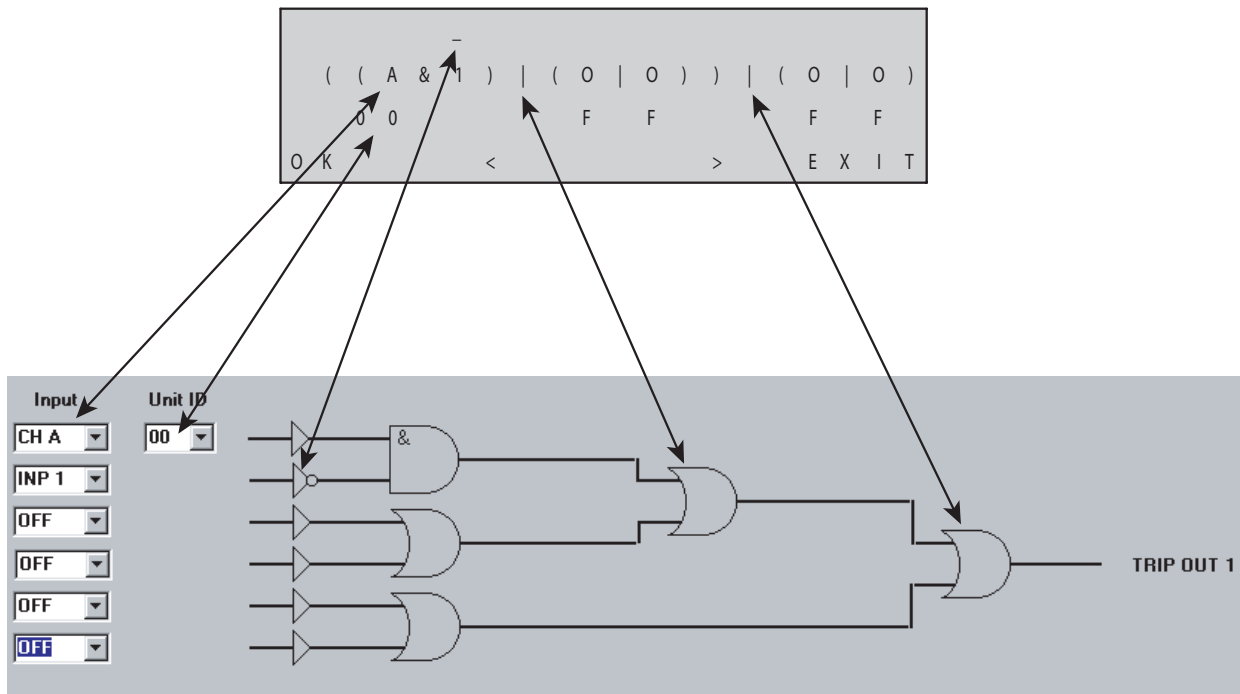 _
( ( A & 1 ) | ( O | O ) ) | ( O | O )
0 0 F F F F
O K < > E X I T
Input Unit ID
CH A 00 &
INP 1
OFF
OFF
TRIP OUT 1
OFF
OFF